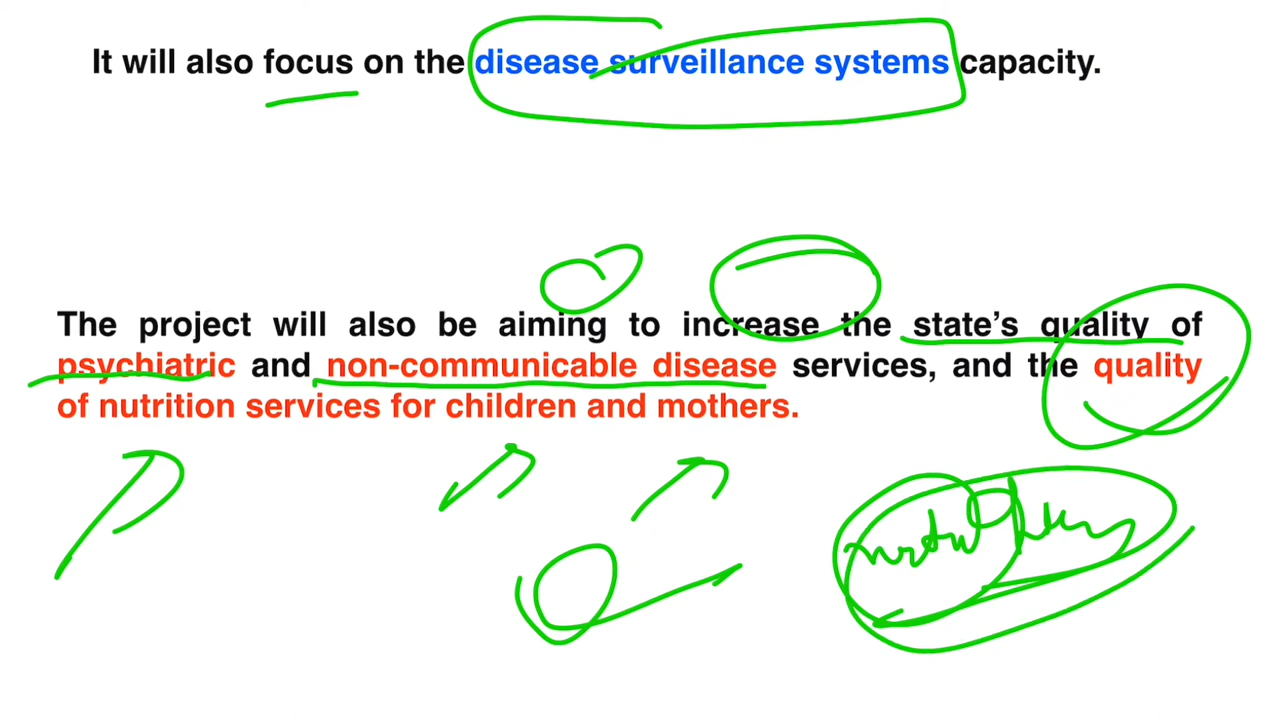 It will also focus on the disease surveillance systems capacity.
The project will also be aiming to increase the state's quality of
psychiatric and non-communicable disease services, and the quality
of nutrition services for children and mothers.